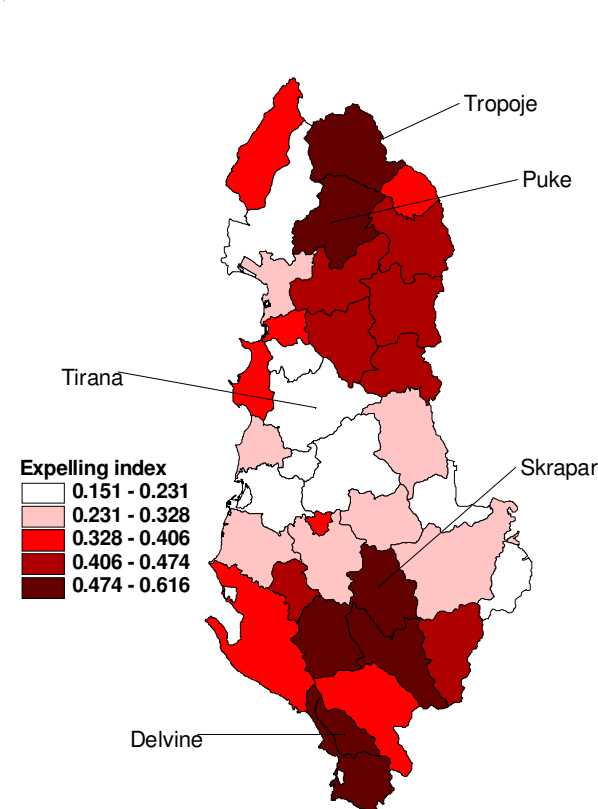 Tropoje
Puke
Tirana
Skrapar
Expelling index
0.151 - 0.231
0.231 - 0.328
0.328 - 0.406
0.406 - 0.474
0.474 - 0.616
Delvine